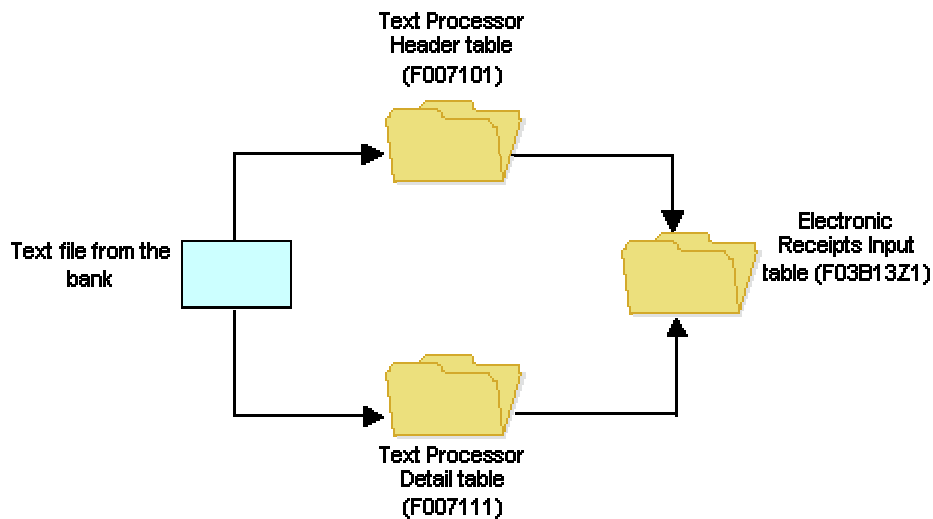 Text Processor
Header table
(F007101)
Text file from the
bank
Electronic
Receipts Input
table (F03B13Z1)
Text Processor
Detail table
(F007111)